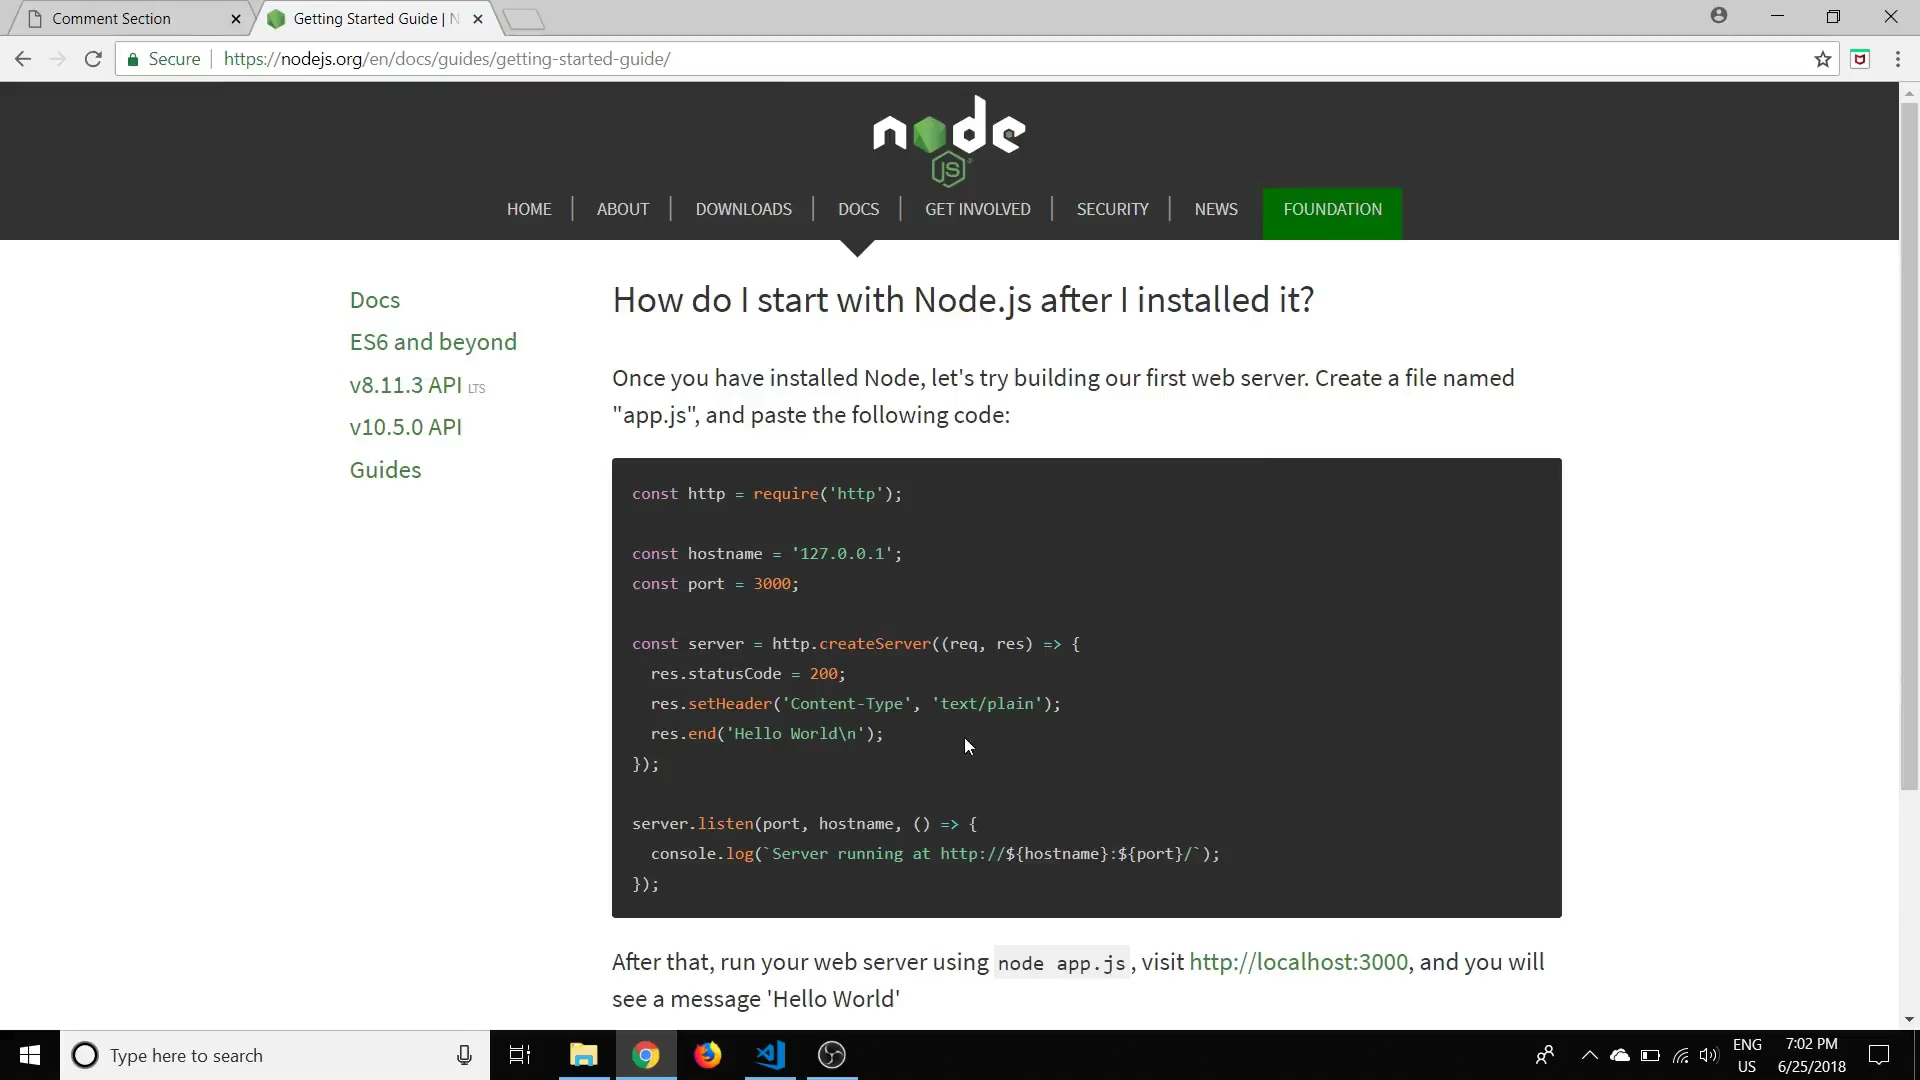 Comment Section
Getting Started Guide | N
Secure
https://nodejs.org/en/docs/guides/getting-started-guide/
node
JS
HOME
ABOUT
DOWNLOADS
DOCS
GET INVOLVED
SECURITY
NEWS
FOUNDATION
Docs
ES6 and beyond
v8.11.3 API LTS
v10.5.0 API
Guides
How do I start with Node.js after I installed it?
Once you have installed Node, let's try building our first web server. Create a file named
"app.js", and paste the following code:
const http = require('http');
const hostname = '127.0.0.1';
const port = 3000;
const server = http.createServer((req, res) => {
  res.statusCode = 200;
  res.setHeader('Content-Type', 'text/plain');
  res.end('Hello World\n');
});
server.listen(port, hostname, () => {
  console.log(`Server running at http://${hostname}:${port}/`);
});
After that, run your web server using node app.js, visit http://localhost:3000, and you will
see a message 'Hello World'
Type here to search
ENG
US
7:02 PM
6/25/2018